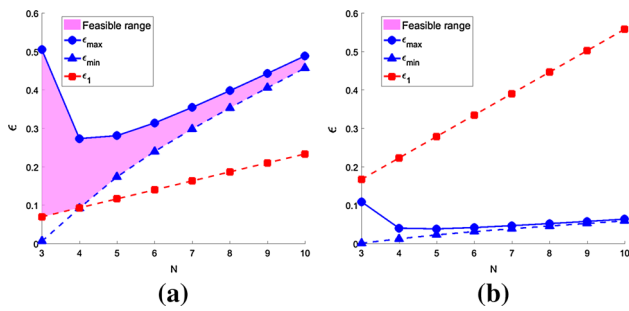 0.6
0.5
0.4
0.3
0.2
0.1
0
3 4 5 6 7 8 9 10
N
ϵ
Feasible range
ϵmax
ϵmin
ϵ1
(a)
0.6
0.5
0.4
0.3
0.2
0.1
0
3 4 5 6 7 8 9 10
N
ϵ
Feasible range
ϵmax
ϵmin
ϵ1
(b)